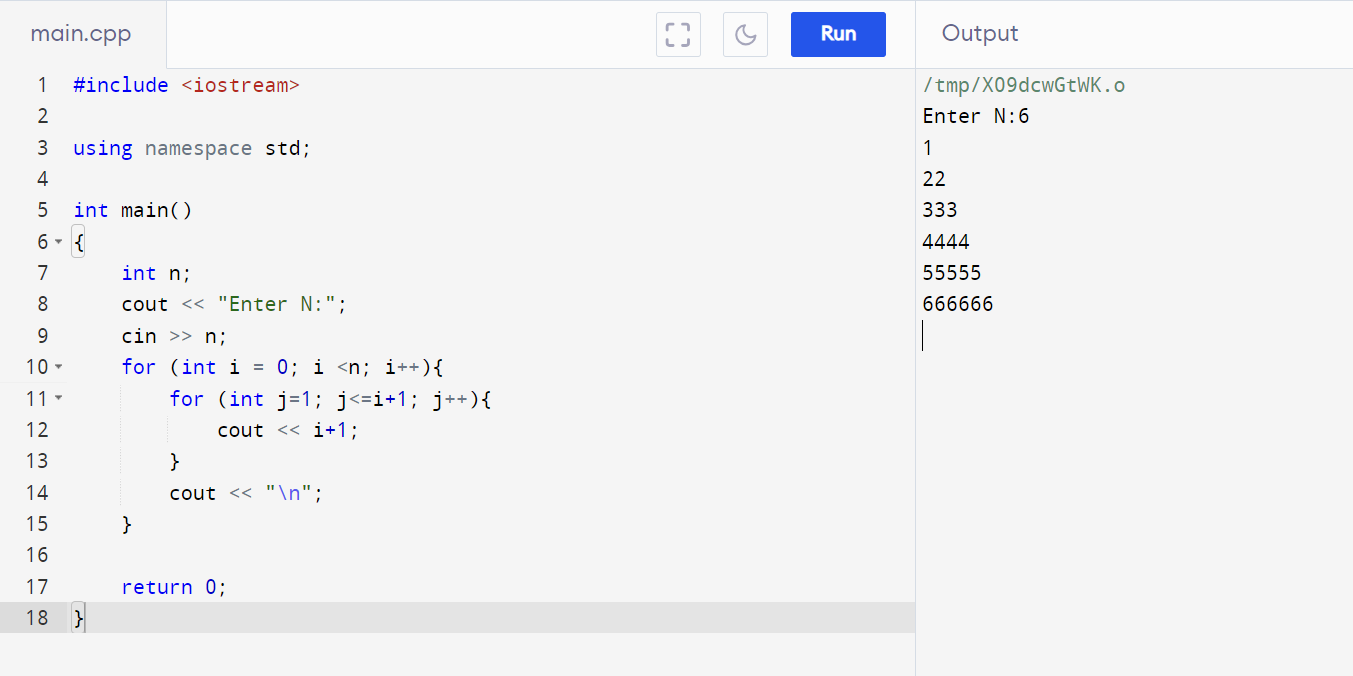 main.cpp
Run
Output
1 #include <iostream>
2
3 using namespace std;
4
5 int main()
6 {
7     int n;
8     cout << "Enter N:";
9     cin >> n;
10     for (int i = 0; i <n; i++){
11         for (int j=1; j<=i+1; j++){
12             cout << i+1;
13         }
14         cout << "\n";
15     }
16
17     return 0;
18 }
/tmp/XO9dcwGtWK.o
Enter N:6
1
22
333
4444
55555
666666